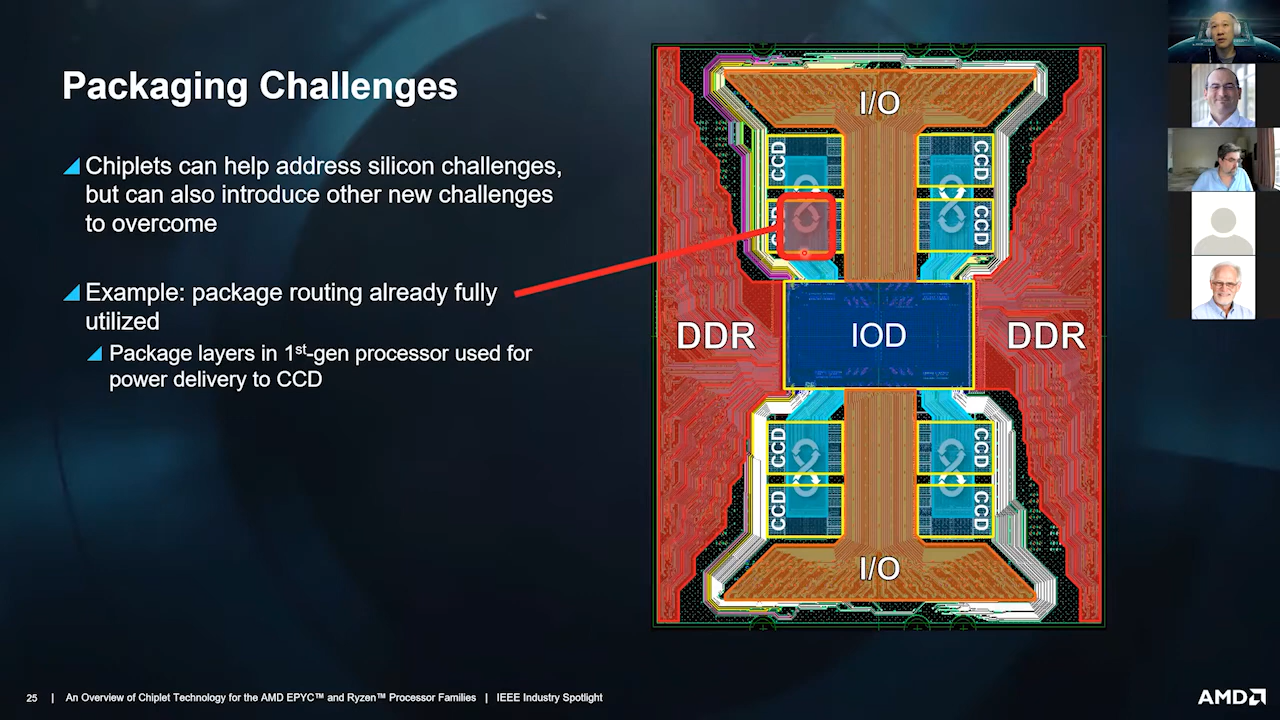 Packaging Challenges
Chiplets can help address silicon challenges,
but can also introduce other new challenges
to overcome
Example: package routing already fully
utilized
Package layers in 1st-gen processor used for
power delivery to CCD
I/O
CCD
CCD
CCD
CCD
DDR
IOD
DDR
CCD
CCD
CCD
CCD
I/O
25 | An Overview of Chiplet Technology for the AMD EPYC™ and Ryzen™ Processor Families | IEEE Industry Spotlight
AMD